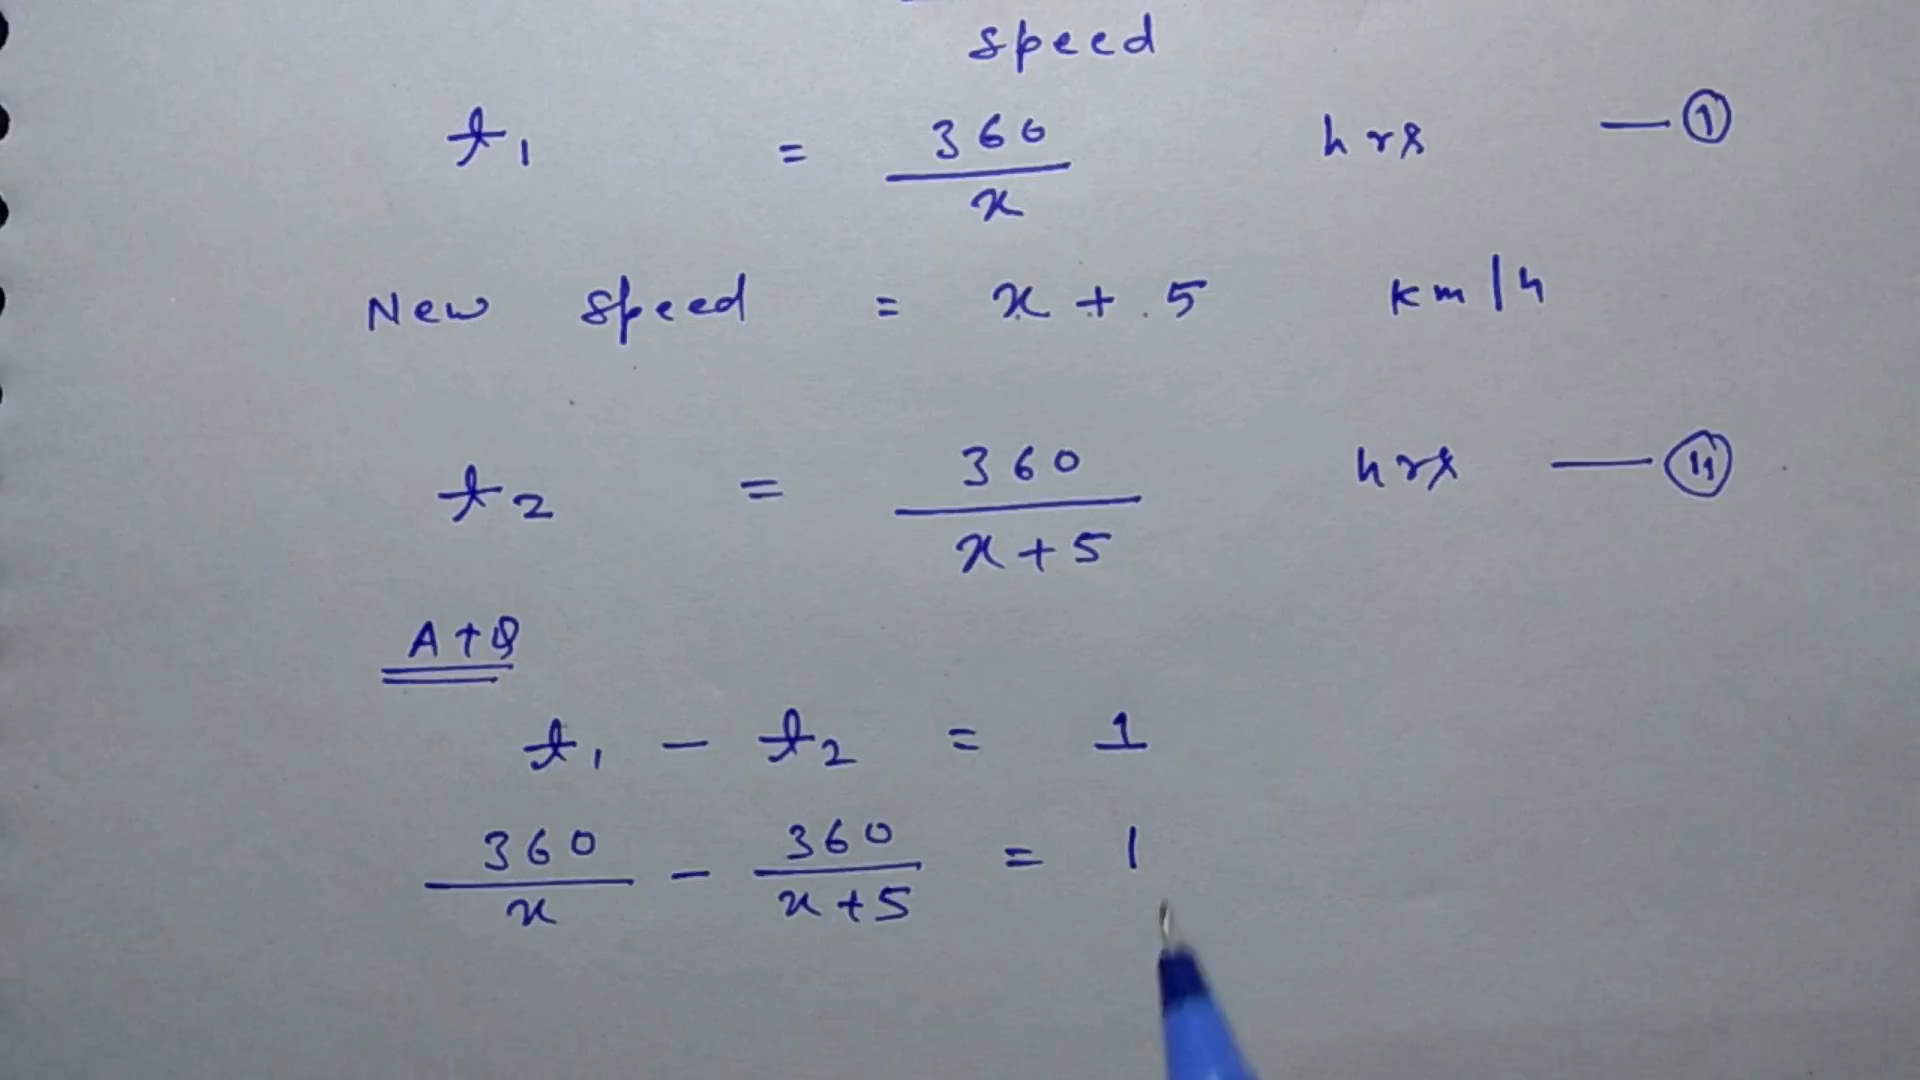 speed
t₁ = 360/x hrs — ①
New speed = x + 5 km/h
t₂ = 360/(x+5) hrs — ⑪
A+Q
t₁ - t₂ = 1
360/x - 360/(x+5) = 1